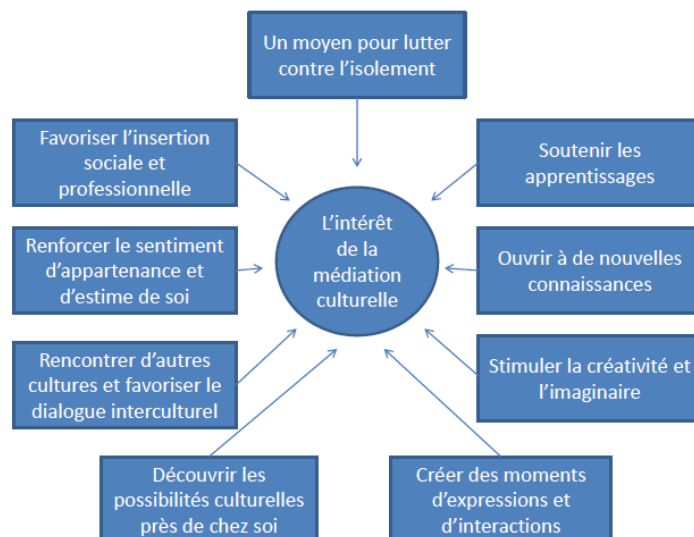 Un moyen pour lutter
contre l'isolement
Favoriser l'insertion
sociale et
professionnelle
Soutenir les
apprentissages
L'intérêt
de la
médiation
culturelle
Renforcer le sentiment
d'appartenance et
d'estime de soi
Ouvrir à de nouvelles
connaissances
Rencontrer d'autres
cultures et favoriser le
dialogue interculturel
Stimuler la créativité et
l'imaginaire
Découvrir les
possibilités culturelles
près de chez soi
Créer des moments
d'expressions et
d'interactions